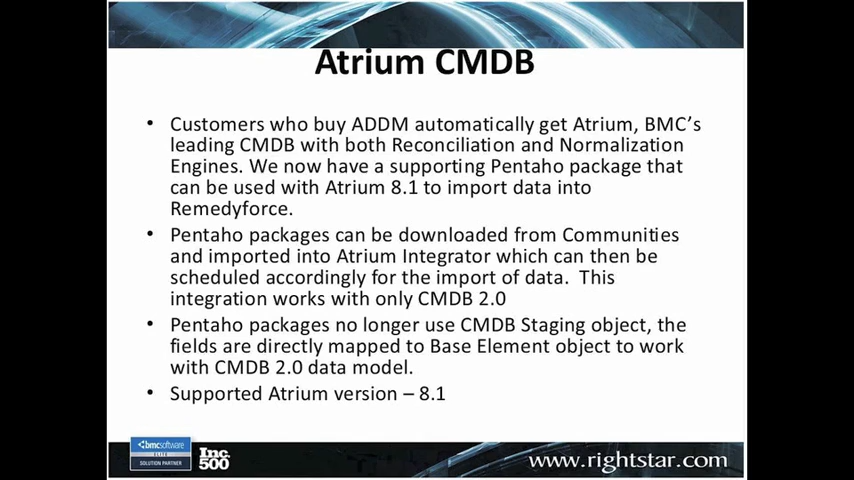 Atrium CMDB
• Customers who buy ADDM automatically get Atrium, BMC's
leading CMDB with both Reconciliation and Normalization
Engines. We now have a supporting Pentaho package that
can be used with Atrium 8.1 to import data into
Remedyforce.
• Pentaho packages can be downloaded from Communities
and imported into Atrium Integrator which can then be
scheduled accordingly for the import of data. This
integration works with only CMDB 2.0
• Pentaho packages no longer use CMDB Staging object, the
fields are directly mapped to Base Element object to work
with CMDB 2.0 data model.
• Supported Atrium version – 8.1
bmcsoftware
ELITE
SOLUTION PARTNER
Inc.
500
www.rightstar.com